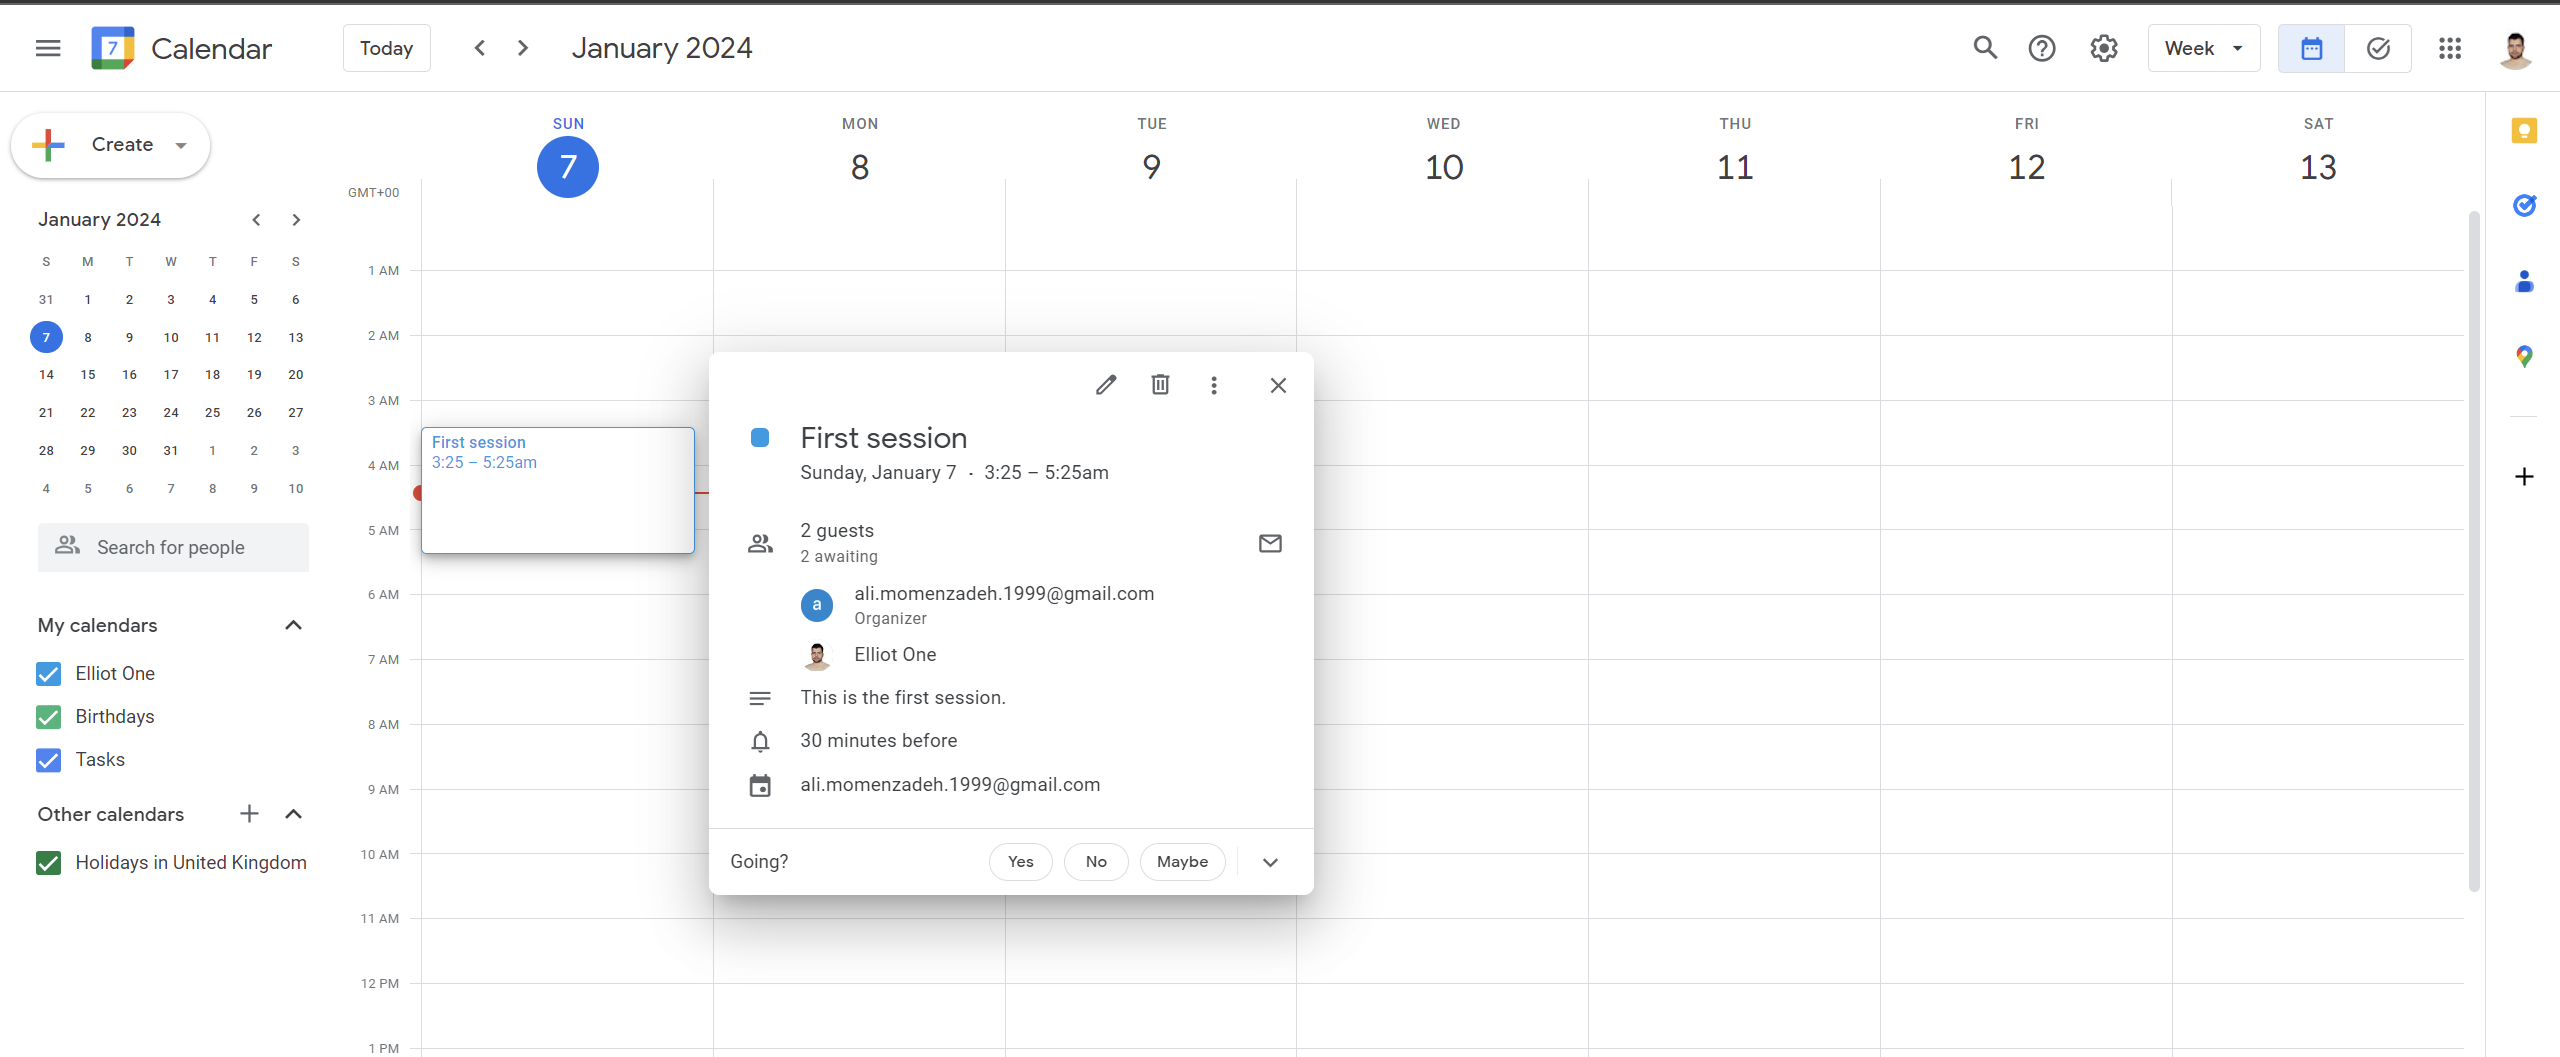 7
Calendar
Today
January 2024
Week
Create
January 2024
S M T W T F S
31 1 2 3 4 5 6
7 8 9 10 11 12 13
14 15 16 17 18 19 20
21 22 23 24 25 26 27
28 29 30 31 1 2 3
4 5 6 7 8 9 10
Search for people
My calendars
Elliot One
Birthdays
Tasks
Other calendars
Holidays in United Kingdom
SUN MON TUE WED THU FRI SAT
7 8 9 10 11 12 13
GMT+00
1 AM
2 AM
3 AM
4 AM
5 AM
6 AM
7 AM
8 AM
9 AM
10 AM
11 AM
12 PM
1 PM
First session
3:25 – 5:25am
First session
Sunday, January 7 · 3:25 – 5:25am
2 guests
2 awaiting
a
ali.momenzadeh.1999@gmail.com
Organizer
Elliot One
This is the first session.
30 minutes before
ali.momenzadeh.1999@gmail.com
Going? Yes No Maybe